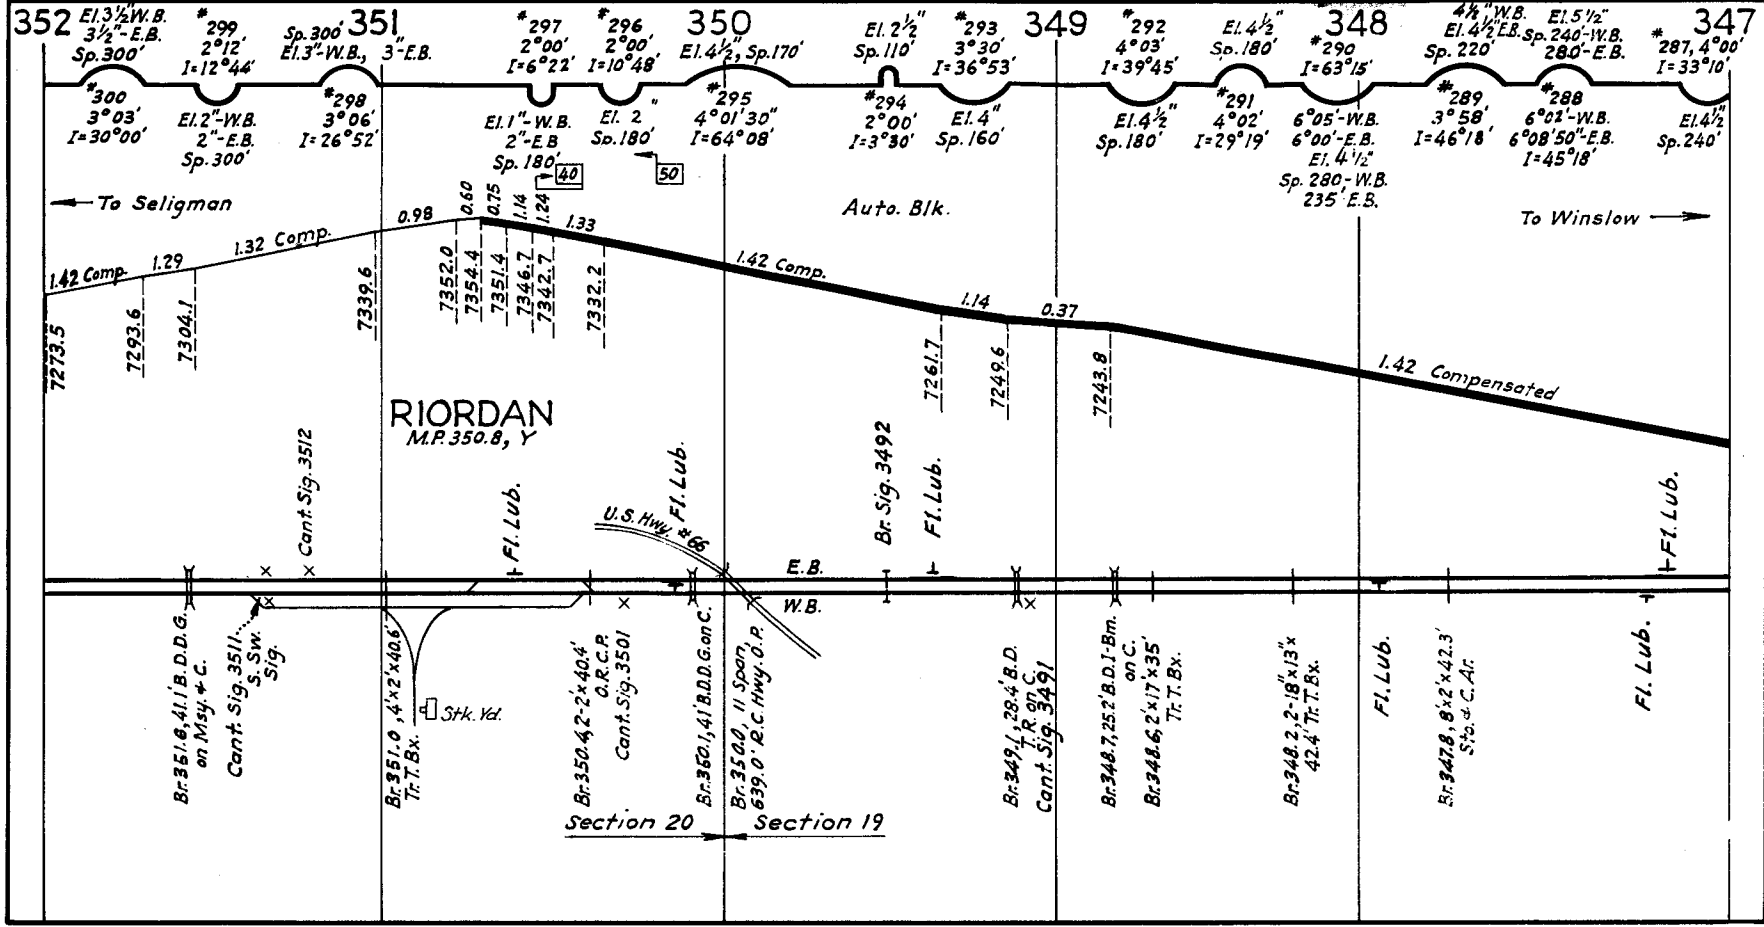 352
351
350
349
348
347
El. 3½" W.B.
3½"-E.B.
Sp. 300'
#299
2°12'
I=12°44'
Sp. 300'
El. 3"-W.B., 3"-E.B.
#297
2°00'
I=6°22'
#296
2°00'
I=10°48'
El. 4½", Sp. 170'
El. 2½"
Sp. 110'
#293
3°30'
I=36°53'
#292
4°03'
I=39°45'
El. 4½"
Sp. 180'
#290
I=63°15'
4½" W.B.
El. 4½" E.B.
Sp. 220'
El. 5½"
Sp. 240'-W.B.
280'-E.B.
#287, 4°00'
I=33°10'
#300
3°03'
I=30°00'
El. 2"-W.B.
2"-E.B.
Sp. 300'
#298
3°06'
I=26°52'
El. 1"-W.B.
2"-E.B
Sp. 180'
El. 2"
Sp. 180'
#295
4°01'30"
I=64°08'
#294
2°00'
I=3°30'
El. 4"
Sp. 160'
El. 4½"
Sp. 180'
#291
4°02'
I=29°19'
6°05'-W.B.
6°00'-E.B.
El. 4½"
Sp. 280-W.B.
235' E.B.
#289
3°58'
I=46°18'
#288
6°02'-W.B.
6°08'50"-E.B.
I=45°18'
El. 4½
Sp. 240'
40
50
To Seligman
Auto. Blk.
To Winslow
1.42 Comp.
1.29
1.32 Comp.
0.98
0.60
0.75
1.14
1.24
1.33
1.42 Comp.
1.14
0.37
1.42 Compensated
7273.5
7293.6
7304.1
7339.6
7352.0
7354.4
7351.4
7346.7
7342.7
7332.2
7261.7
7249.6
7243.8
RIORDAN
M.P. 350.8, Y
Cant. Sig. 3512
Fl. Lub.
Fl. Lub.
U.S. Hwy. #66
Br. Sig. 3492
Fl. Lub.
Fl. Lub.
E.B.
W.B.
Br. 351.6, 41.1' B.D.D.G.
on Msy. & C.
Cant. Sig. 3511
S. Sw.
Sig.
Br. 351.0, 4'x2'x40.6'
Tr. T. Bx.
Stk. Yd.
Br. 350.4, 2-2'x40.4'
O.R.C.P.
Cant. Sig. 3501
Br. 350.1, 41' B.D.D.G. on C.
Br. 350.0, 11 Span,
639.0' R.C. Hwy. O.P.
Br. 349.1, 28.4' B.D.
T.R. on C.
Cant. Sig. 3491
Br. 348.7, 25.2' B.D.I-Bm.
on C.
Br. 348.6, 2'x17'x35'
Tr. T. Bx.
Br. 348.2, 2-18"x13"x
42.4' Tr. T. Bx.
Fl. Lub.
Br. 347.8, 8'x2'x42.3'
Sto. & C. Ar.
Fl. Lub.
Section 20
Section 19